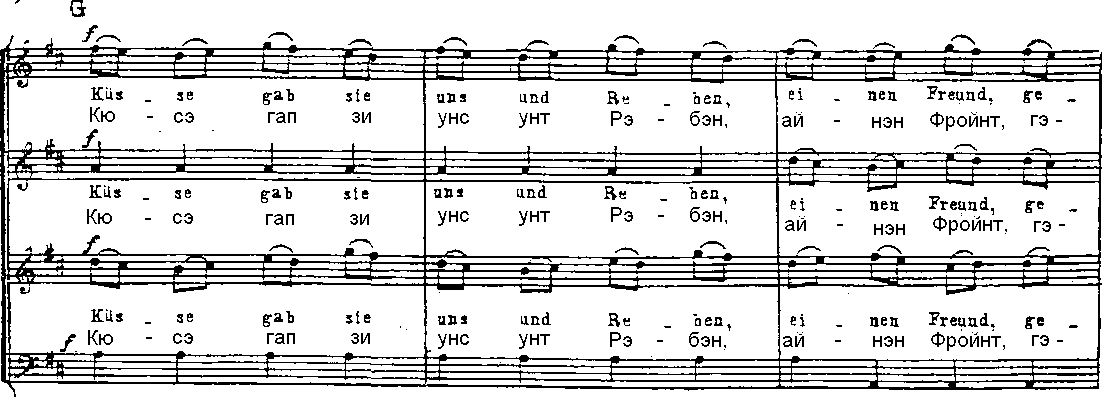 G
f
Küs - se gab sie uns und Re - ben, ei - nen Freund, ge -
Кю - сэ гап зи унс унт Рэ - бэн, ай - нэн Фройнт, гэ -
f
Küs - se gab sie uns und Re - ben, ei - nen Freund, ge -
Кю - сэ гап зи унс унт Рэ - бэн, ай - нэн Фройнт, гэ -
f
Küs - se gab sie uns und Re - ben, ei - nen Freund, ge -
Кю - сэ гап зи унс унт Рэ - бэн, ай - нэн Фройнт, гэ -
f